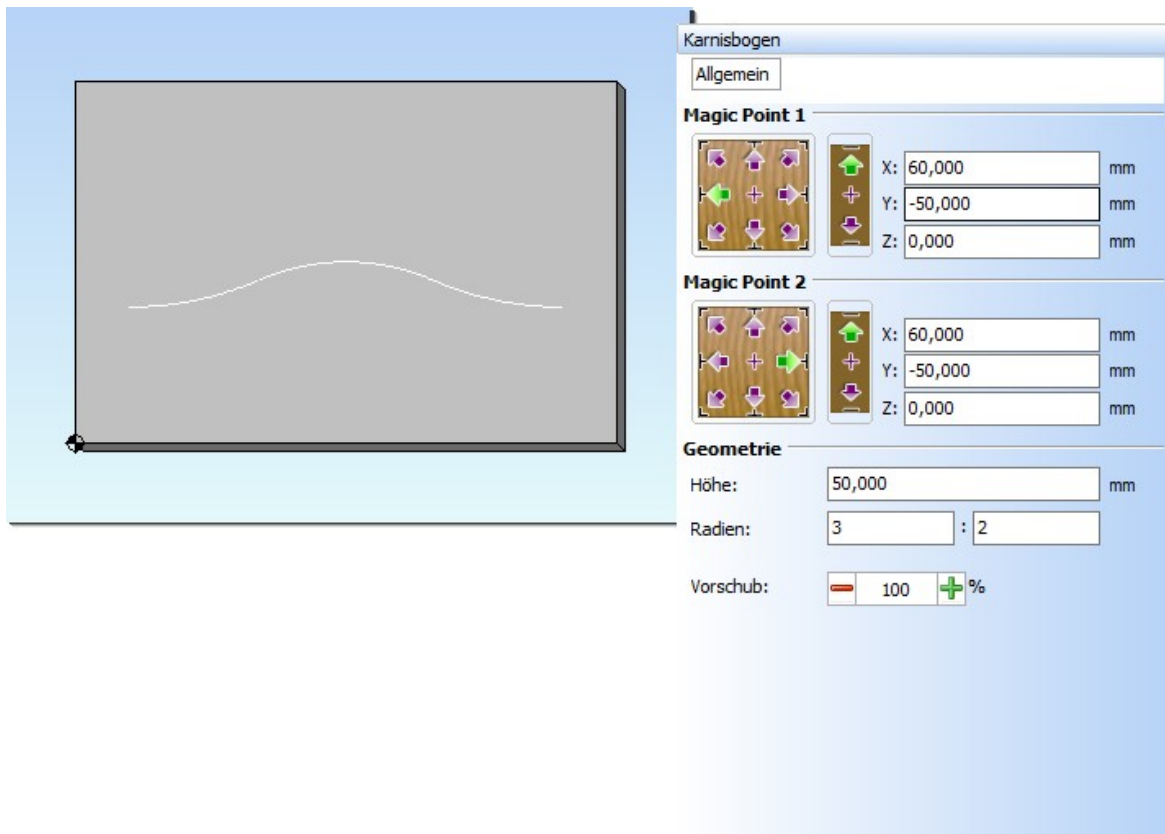 Karnisbogen
Allgemein
Magic Point 1
X: 60,000 mm
Y: -50,000 mm
Z: 0,000 mm
Magic Point 2
X: 60,000 mm
Y: -50,000 mm
Z: 0,000 mm
Geometrie
Höhe: 50,000 mm
Radien: 3 : 2
Vorschub: 100 %